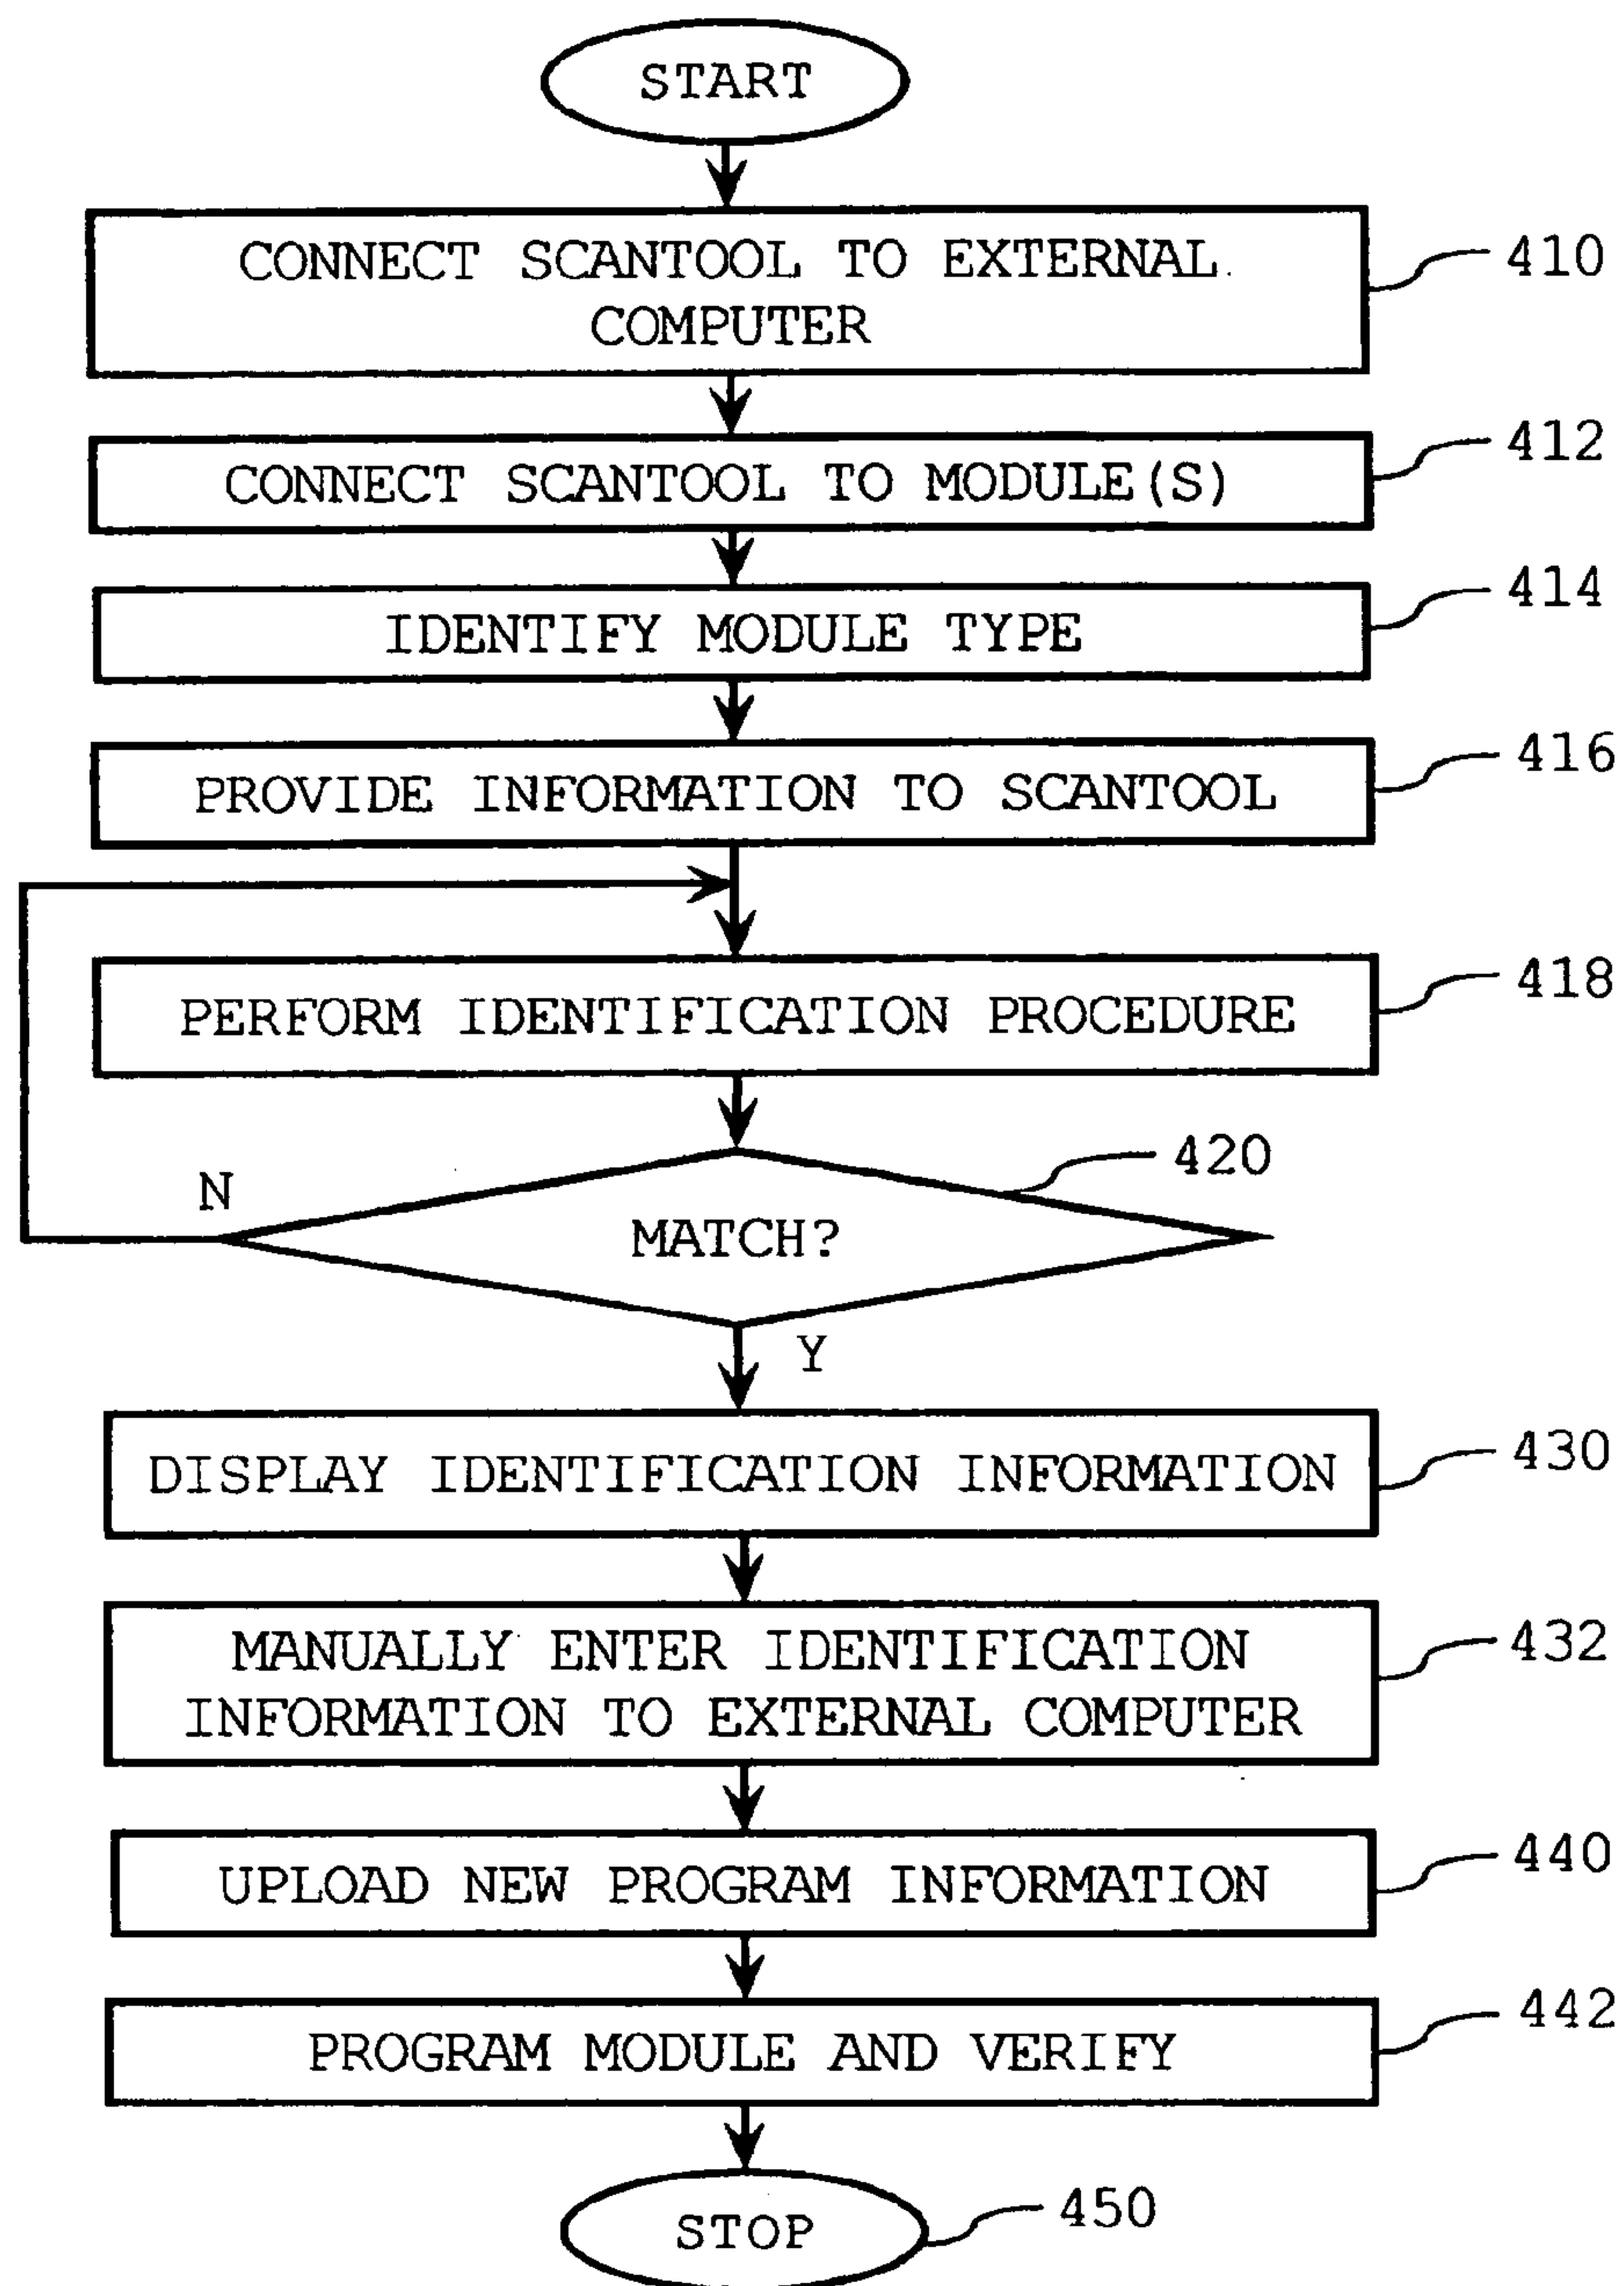 START
CONNECT SCANTOOL TO EXTERNAL
COMPUTER
410
CONNECT SCANTOOL TO MODULE(S)
412
IDENTIFY MODULE TYPE
414
PROVIDE INFORMATION TO SCANTOOL
416
PERFORM IDENTIFICATION PROCEDURE
418
420
N
MATCH?
Y
DISPLAY IDENTIFICATION INFORMATION
430
MANUALLY ENTER IDENTIFICATION
INFORMATION TO EXTERNAL COMPUTER
432
UPLOAD NEW PROGRAM INFORMATION
440
PROGRAM MODULE AND VERIFY
442
STOP
450